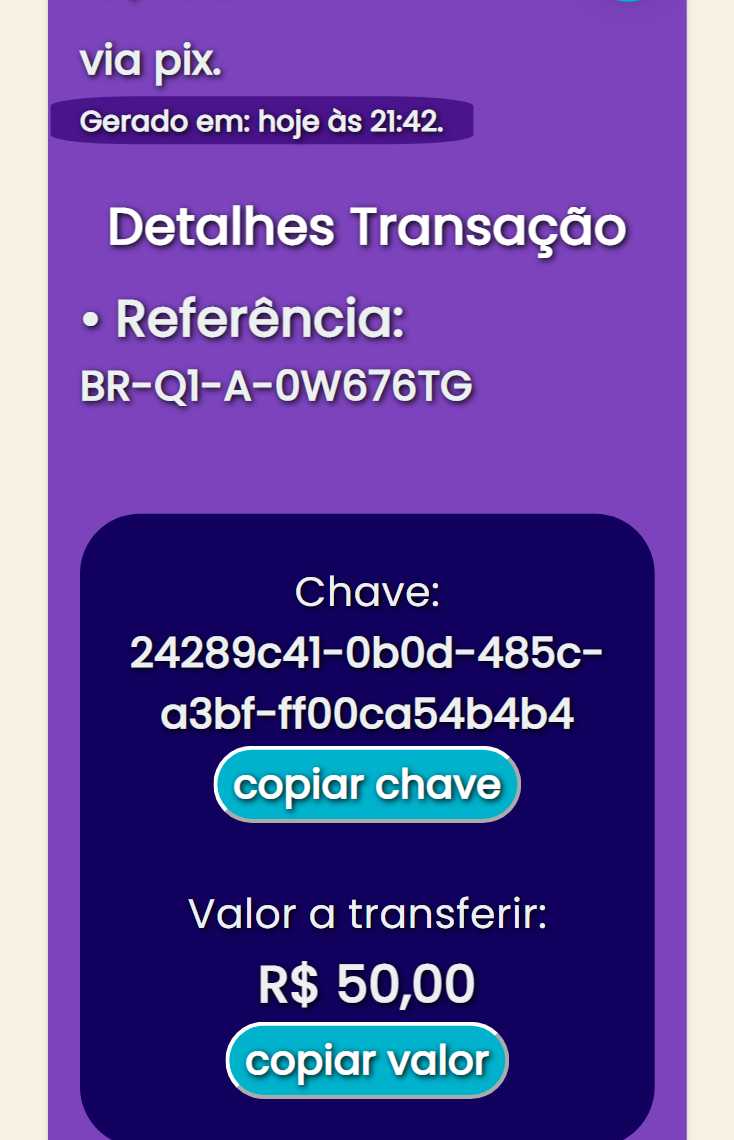 via pix.
Gerado em: hoje às 21:42.
Detalhes Transação
• Referência:
BR-Q1-A-0W676TG
Chave:
24289c41-0b0d-485c-
a3bf-ff00ca54b4b4
copiar chave
Valor a transferir:
R$ 50,00
copiar valor